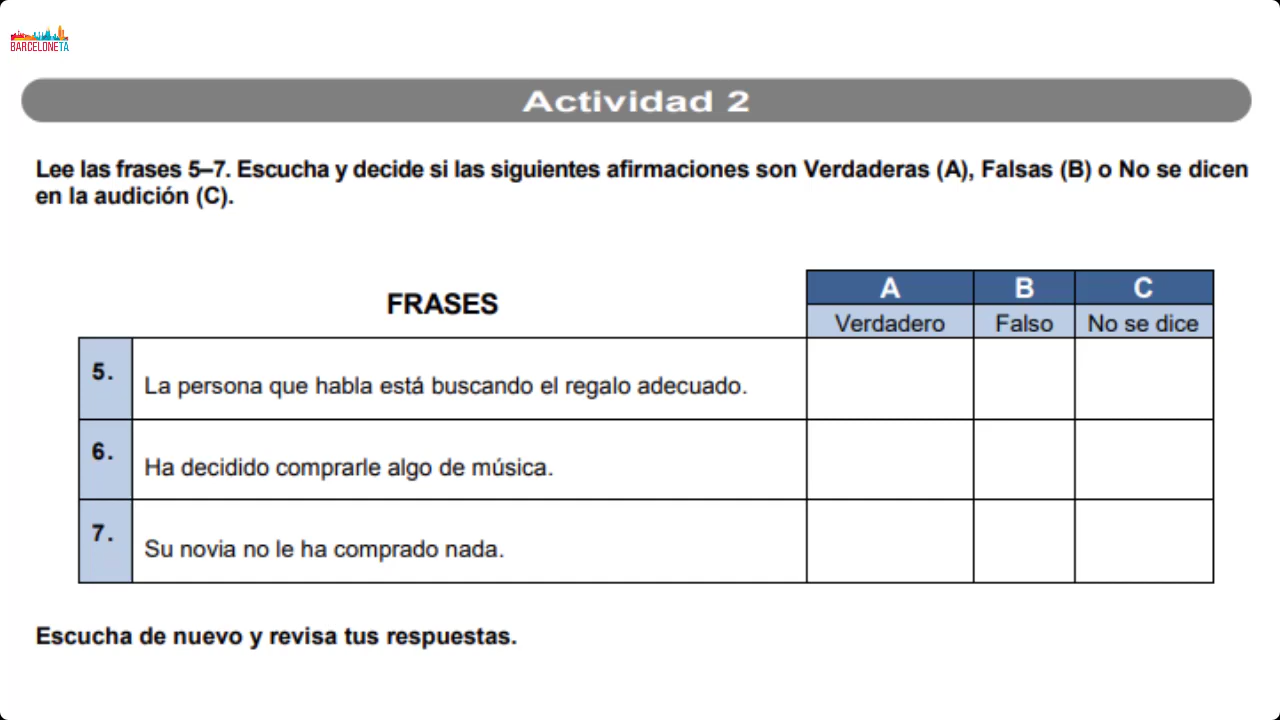 BARCELONETA
Actividad 2
Lee las frases 5–7. Escucha y decide si las siguientes afirmaciones son Verdaderas (A), Falsas (B) o No se dicen
en la audición (C).
FRASES
A B C
Verdadero Falso No se dice
5. La persona que habla está buscando el regalo adecuado.
6. Ha decidido comprarle algo de música.
7. Su novia no le ha comprado nada.
Escucha de nuevo y revisa tus respuestas.